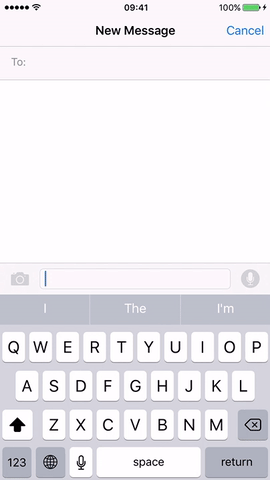 09:41 100%
New Message Cancel
To:
I The I'm
Q W E R T Y U I O P
A S D F G H J K L
Z X C V B N M
123 space return